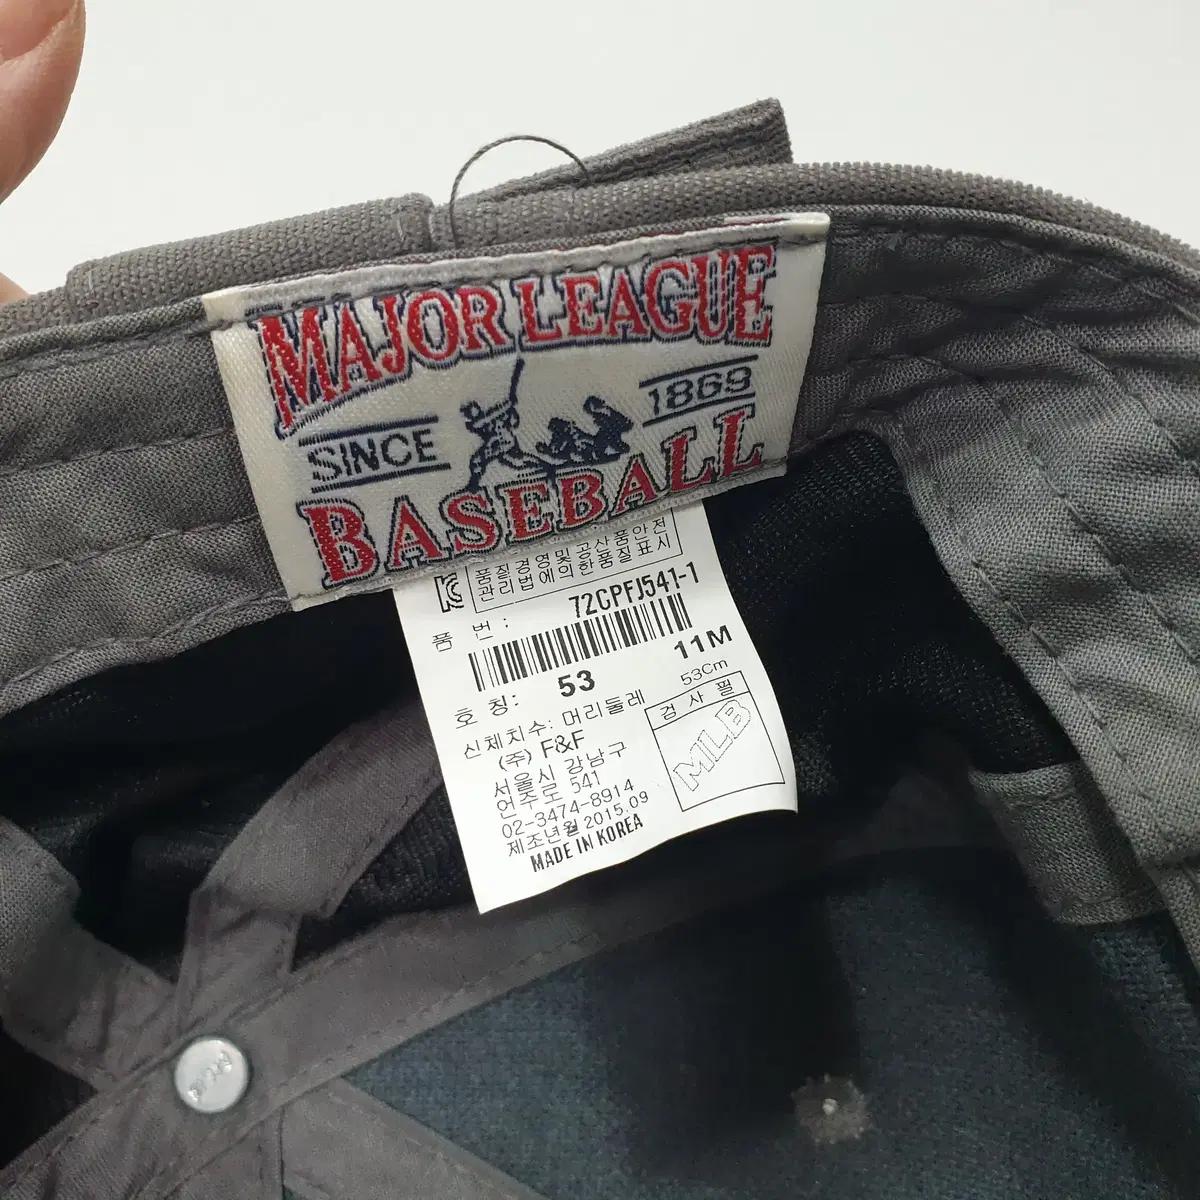 MAJOR LEAGUE
SINCE 1869
BASEBALL
품질경영및공산품안전
관리법에의한품질표시
품 번: 72CPFJ541-1
11M
호 칭: 53
신체치수: 머리둘레 53Cm
(주) F&F
서울시 강남구
언주로 541
02-3474-8914
제조년월 2015.09
MADE IN KOREA
검 사 필
MLB